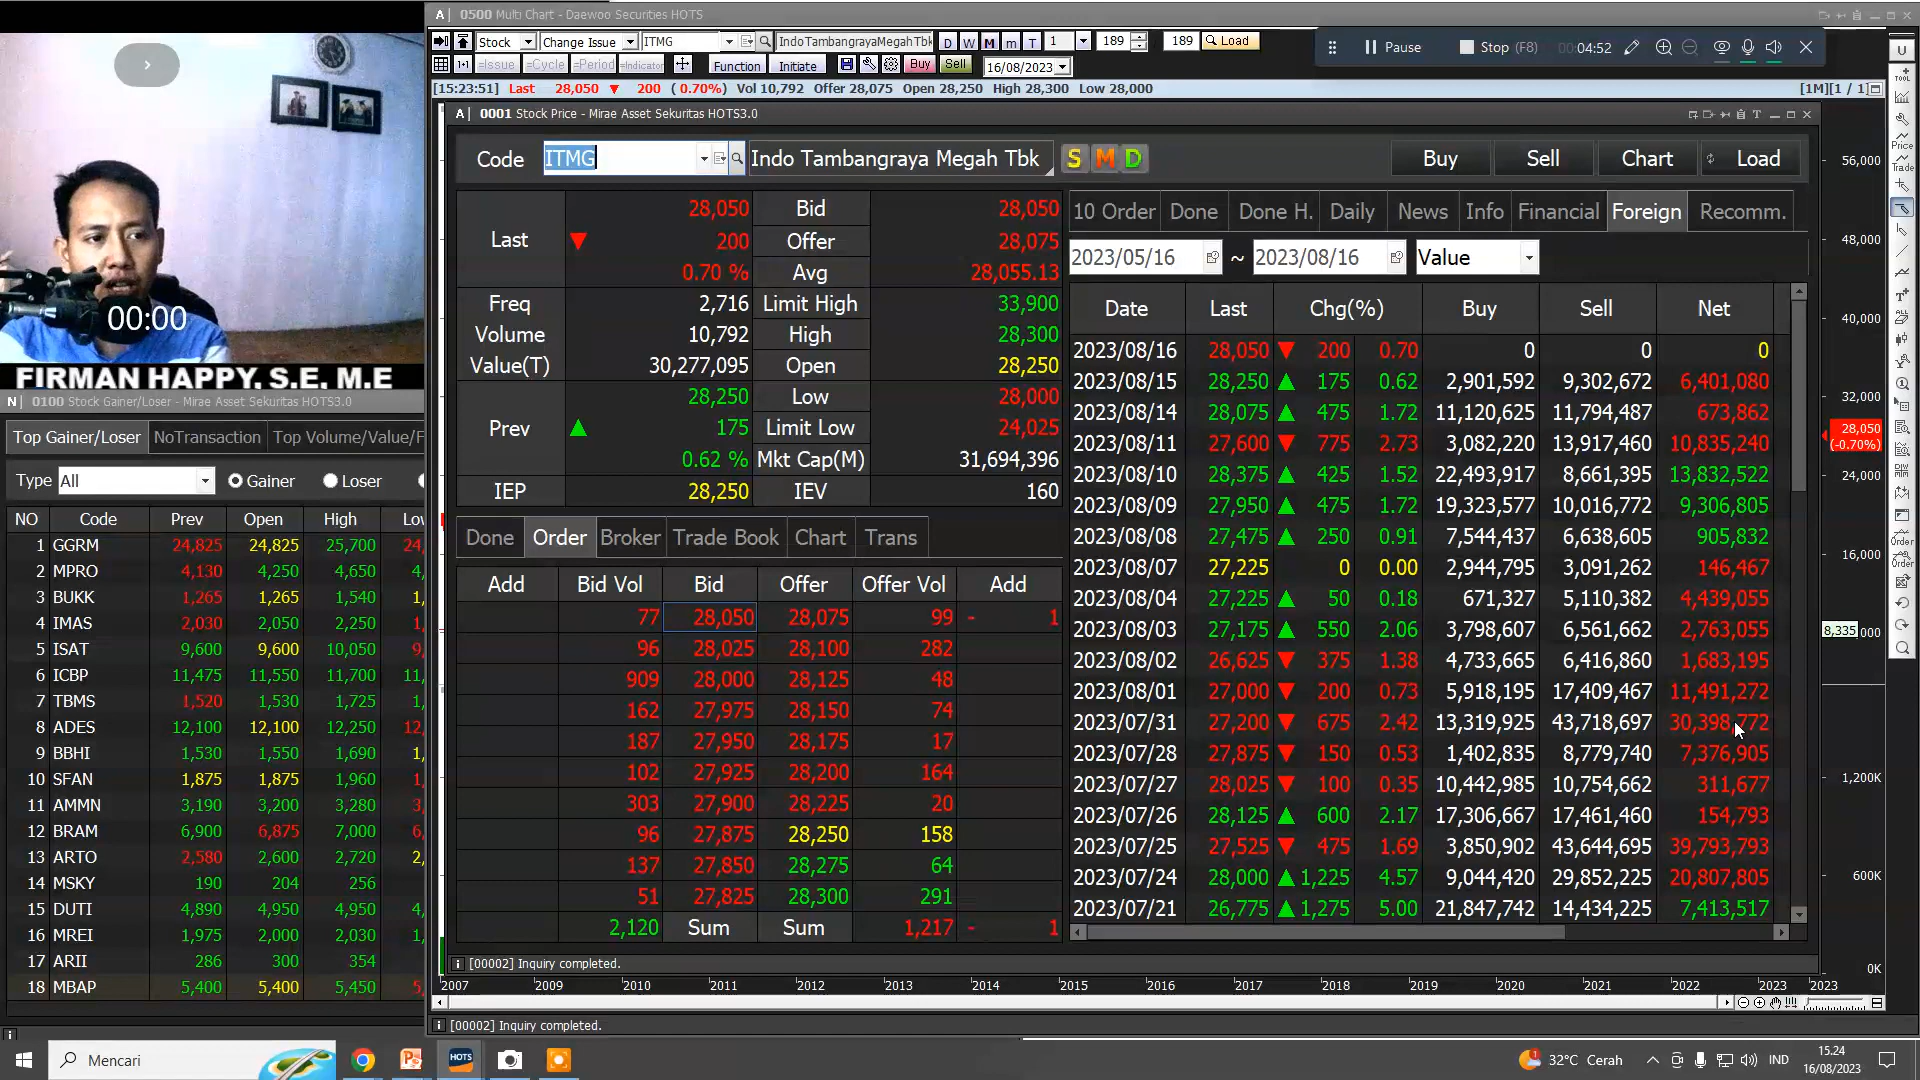 00:00
FIRMAN HAPPY, S.E, M.E
N| 0100 Stock Gainer/Loser - Mirae Asset Sekuritas HOTS3.0
Top Gainer/Loser NoTransaction Top Volume/Value/F
Type All Gainer Loser
NO Code Prev Open High Lo
1 GGRM 24,825 24,825 25,700 24,
2 MPRO 4,130 4,250 4,650 4,
3 BUKK 1,265 1,265 1,540 1,
4 IMAS 2,030 2,050 2,250 2,
5 ISAT 9,600 9,600 10,050 9,
6 ICBP 11,475 11,550 11,700 11,
7 TBMS 1,520 1,530 1,725 1,
8 ADES 12,100 12,100 12,250 12,
9 BBHI 1,530 1,550 1,690 1,
10 SFAN 1,875 1,875 1,960 1,
11 AMMN 3,190 3,200 3,280 3,
12 BRAM 6,900 6,875 7,000 6,
13 ARTO 2,580 2,600 2,720 2,
14 MSKY 190 204 256
15 DUTI 4,890 4,950 4,950 4,
16 MREI 1,975 2,000 2,030 1,
17 ARII 286 300 354
18 MBAP 5,400 5,400 5,450 5,
A| 0500 Multi Chart - Daewoo Securities HOTS
Stock Change Issue ITMG IndoTambangrayaMegahTbk D W M m T 1 189 189 Load
=Issue =Cycle =Period =Indicator Function Initiate Buy Sell 16/08/2023
Pause Stop (F8) 00:04:52
[15:23:51] Last 28,050 ▼ 200 ( 0.70%) Vol 10,792 Offer 28,075 Open 28,250 High 28,300 Low 28,000 [1M][1 / 1]
A| 0001 Stock Price - Mirae Asset Sekuritas HOTS3.0
Code ITMG Indo Tambangraya Megah Tbk S M D Buy Sell Chart Load
Last 28,050 Bid 28,050
▼ 200 Offer 28,075
0.70 % Avg 28,055.13
Freq 2,716 Limit High 33,900
Volume 10,792 High 28,300
Value(T) 30,277,095 Open 28,250
Prev 28,250 Low 28,000
▲ 175 Limit Low 24,025
0.62 % Mkt Cap(M) 31,694,396
IEP 28,250 IEV 160
Done Order Broker Trade Book Chart Trans
Add Bid Vol Bid Offer Offer Vol Add
77 28,050 28,075 99 - 1
96 28,025 28,100 282
909 28,000 28,125 48
162 27,975 28,150 74
187 27,950 28,175 17
102 27,925 28,200 164
303 27,900 28,225 20
96 27,875 28,250 158
137 27,850 28,275 64
51 27,825 28,300 291
2,120 Sum Sum 1,217 - 1
10 Order Done Done H. Daily News Info Financial Foreign Recomm.
2023/05/16 ~ 2023/08/16 Value
Date Last Chg(%) Buy Sell Net
2023/08/16 28,050 ▼ 200 0.70 0 0 0
2023/08/15 28,250 ▲ 175 0.62 2,901,592 9,302,672 6,401,080
2023/08/14 28,075 ▲ 475 1.72 11,120,625 11,794,487 673,862
2023/08/11 27,600 ▼ 775 2.73 3,082,220 13,917,460 10,835,240
2023/08/10 28,375 ▲ 425 1.52 22,493,917 8,661,395 13,832,522
2023/08/09 27,950 ▲ 475 1.72 19,323,577 10,016,772 9,306,805
2023/08/08 27,475 ▲ 250 0.91 7,544,437 6,638,605 905,832
2023/08/07 27,225 0 0.00 2,944,795 3,091,262 146,467
2023/08/04 27,225 ▲ 50 0.18 671,327 5,110,382 4,439,055
2023/08/03 27,175 ▲ 550 2.06 3,798,607 6,561,662 2,763,055
2023/08/02 26,625 ▼ 375 1.38 4,733,665 6,416,860 1,683,195
2023/08/01 27,000 ▼ 200 0.73 5,918,195 17,409,467 11,491,272
2023/07/31 27,200 ▼ 675 2.42 13,319,925 43,718,697 30,398,772
2023/07/28 27,875 ▼ 150 0.53 1,402,835 8,779,740 7,376,905
2023/07/27 28,025 ▼ 100 0.35 10,442,985 10,754,662 311,677
2023/07/26 28,125 ▲ 600 2.17 17,306,667 17,461,460 154,793
2023/07/25 27,525 ▼ 475 1.69 3,850,902 43,644,695 39,793,793
2023/07/24 28,000 ▲ 1,225 4.57 9,044,420 29,852,225 20,807,805
2023/07/21 26,775 ▲ 1,275 5.00 21,847,742 14,434,225 7,413,517
[00002] Inquiry completed.
56,000
48,000
40,000
32,000
28,050
(-0.70%)
24,000
16,000
8,335 000
1,200K
600K
0K
U
TOOL
Price
Trade
ALL
Order
Order
2007 2009 2010 2011 2012 2013 2014 2015 2016 2017 2018 2019 2020 2021 2022 2023 2023
[00002] Inquiry completed.
Mencari HOTS 32°C Cerah IND 15.24
16/08/2023